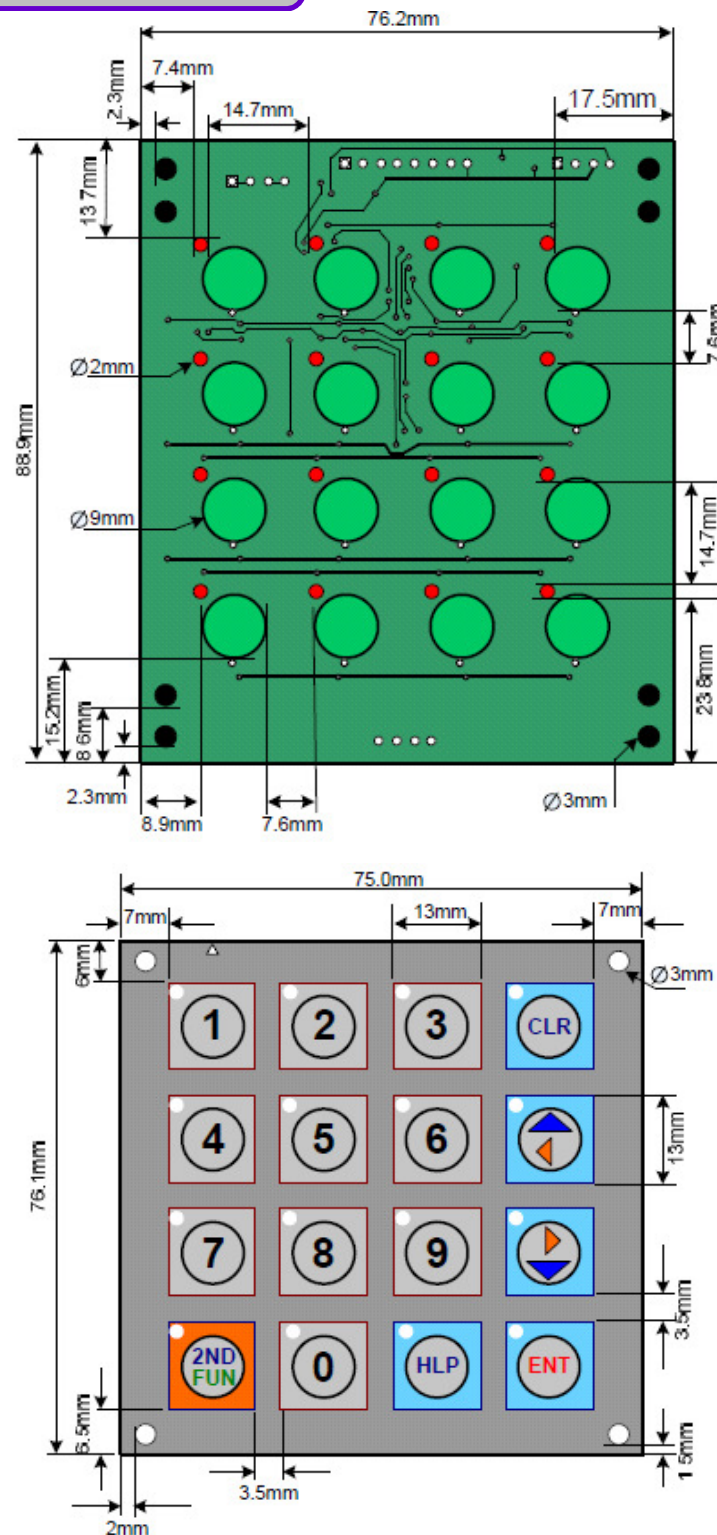 76.2mm
7.4mm
2.3mm
14.7mm
17.5mm
13.7mm
7.6mm
Ø2mm
88.9mm
Ø9mm
14.7mm
15.2mm
8.6mm
23.8mm
2.3mm
8.9mm
7.6mm
Ø3mm
75.0mm
7mm
13mm
7mm
6mm
Ø3mm
1
2
3
CLR
4
5
6
13mm
76.1mm
7
8
9
3.5mm
2ND
FUN
0
HLP
ENT
6.5mm
3.5mm
1.5mm
2mm